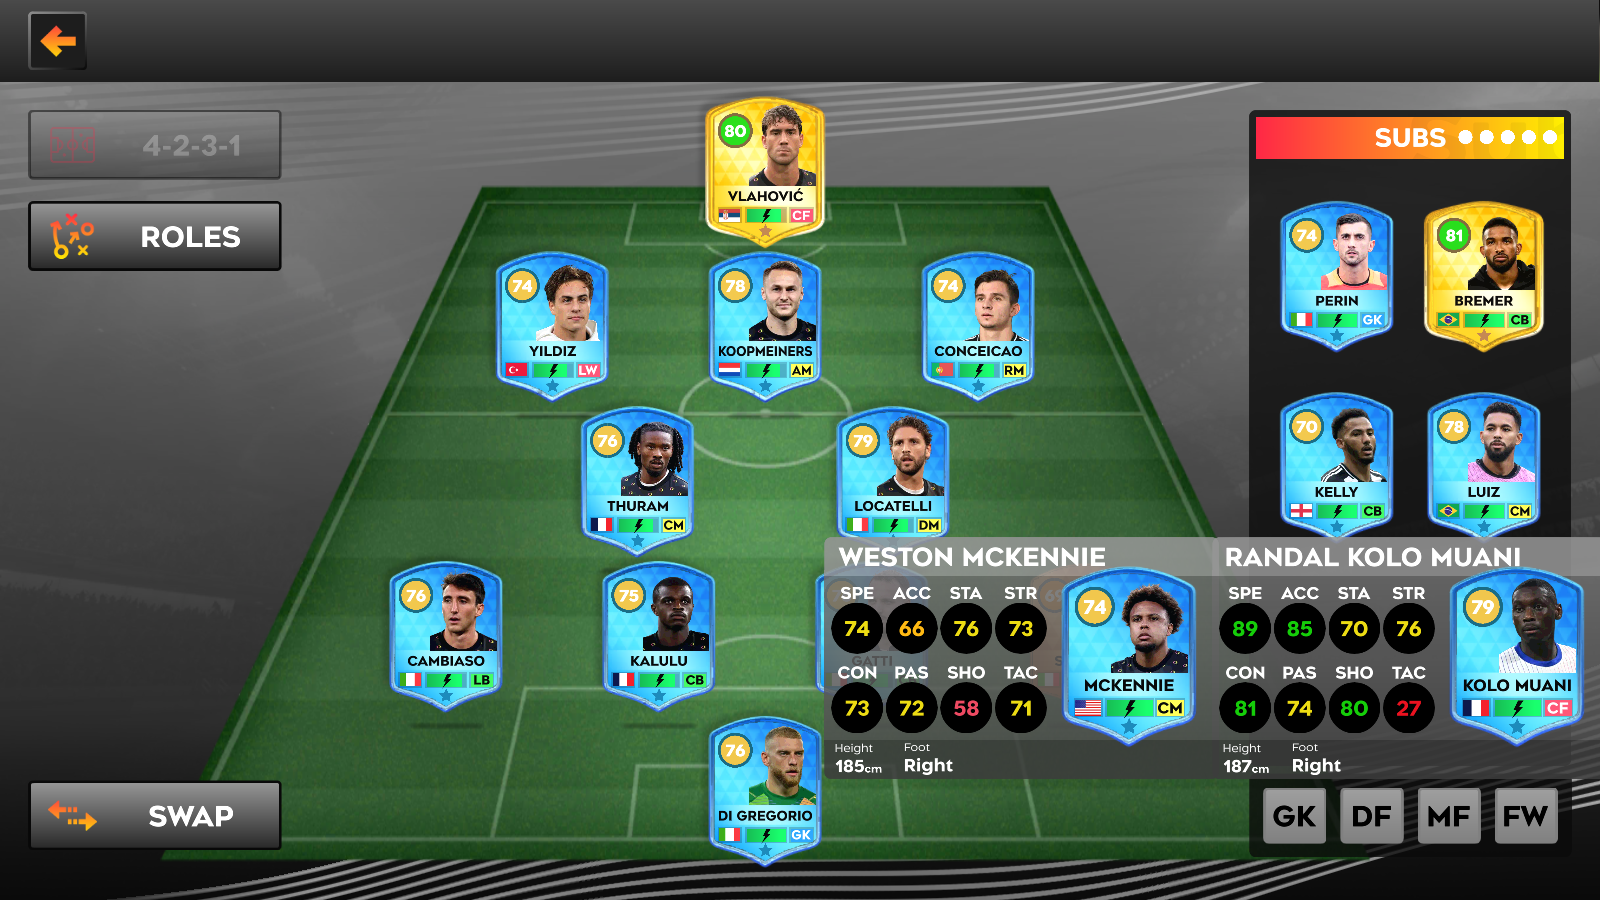 4-2-3-1
ROLES
SWAP
80
VLAHOVIĆ
CF
74
YILDIZ
LW
78
KOOPMEINERS
AM
74
CONCEICAO
RM
76
THURAM
CM
79
LOCATELLI
DM
76
CAMBIASO
LB
75
KALULU
CB
GATTI
69
76
DI GREGORIO
GK
SUBS
74
PERIN
GK
81
BREMER
CB
70
KELLY
CB
78
LUIZ
CM
WESTON MCKENNIE
SPE ACC STA STR
74 66 76 73
CON PAS SHO TAC
73 72 58 71
Height Foot
185cm Right
74
MCKENNIE
CM
RANDAL KOLO MUANI
SPE ACC STA STR
89 85 70 76
CON PAS SHO TAC
81 74 80 27
Height Foot
187cm Right
79
KOLO MUANI
CF
GK DF MF FW